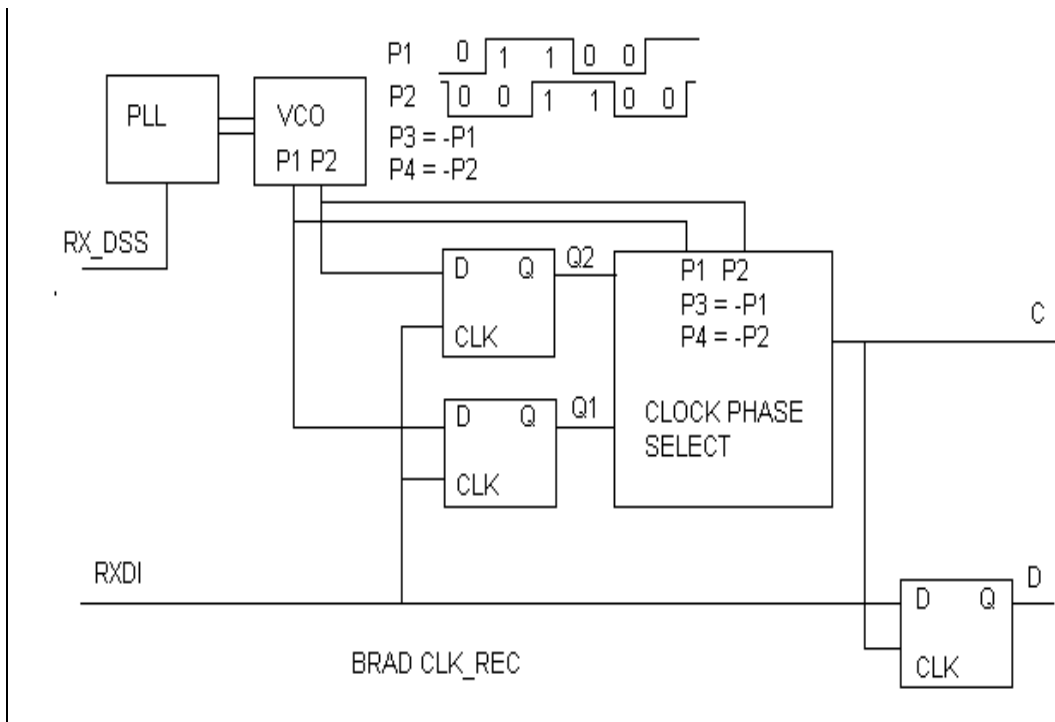 P1 0 1 1 0 0
PLL
VCO
P1 P2
P2 0 0 1 1 0 0
P3 = -P1
P4 = -P2
RX_DSS
D Q
CLK
Q2
P1 P2
P3 = -P1
P4 = -P2
C
D Q
CLK
Q1
CLOCK PHASE
SELECT
RXDI
D Q
CLK
D
BRAD CLK_REC